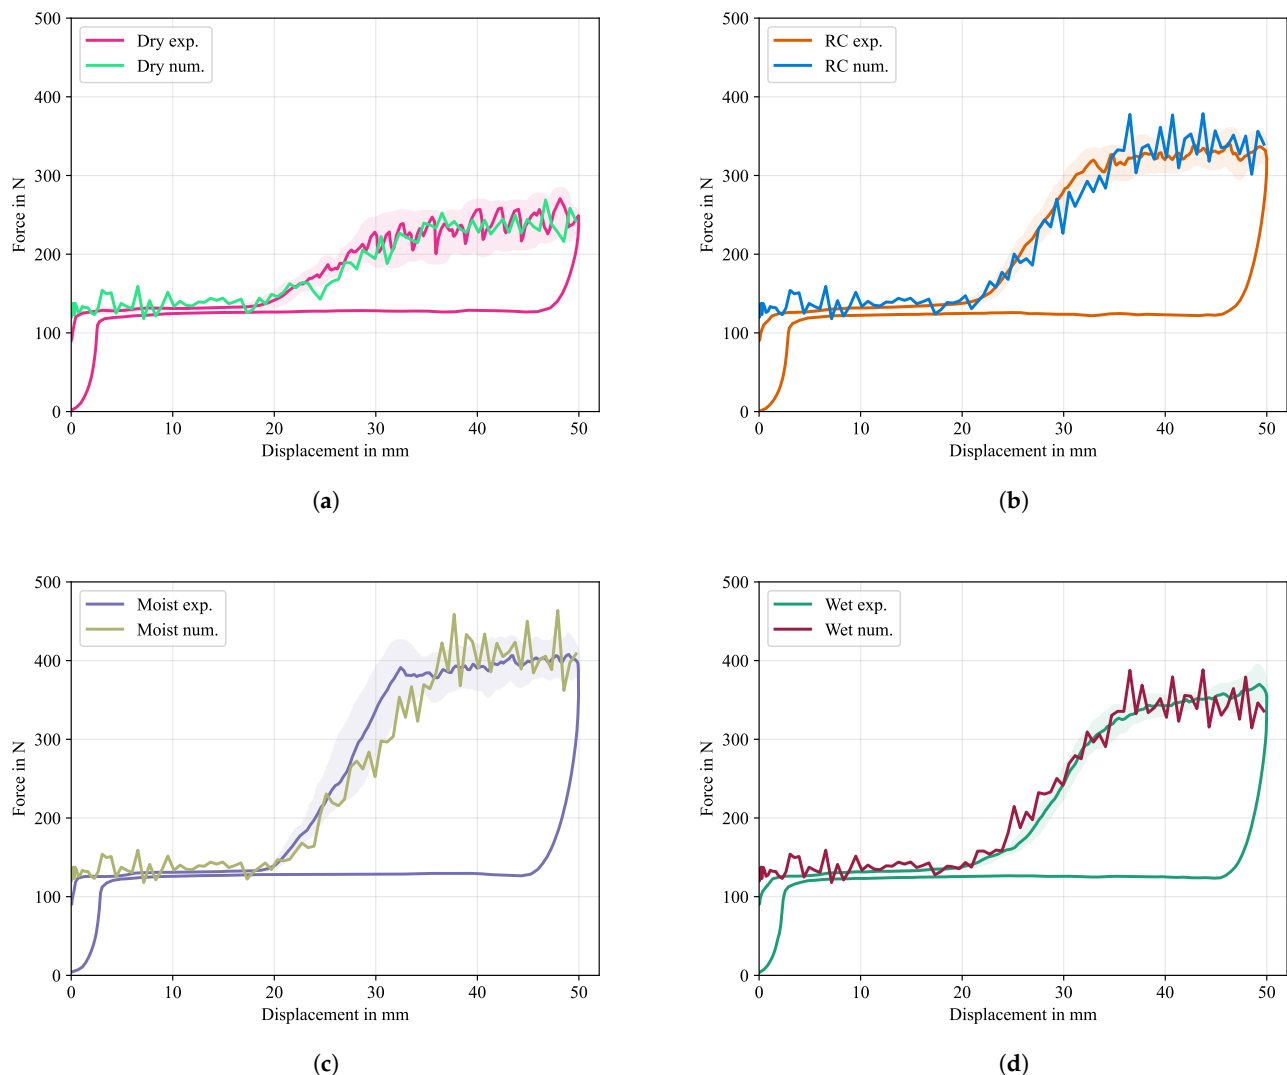 500
400
300
200
100
0
Force in N
Dry exp.
Dry num.
0 10 20 30 40 50
Displacement in mm
(a)
500
400
300
200
100
0
Force in N
RC exp.
RC num.
0 10 20 30 40 50
Displacement in mm
(b)
500
400
300
200
100
0
Force in N
Moist exp.
Moist num.
0 10 20 30 40 50
Displacement in mm
(c)
500
400
300
200
100
0
Force in N
Wet exp.
Wet num.
0 10 20 30 40 50
Displacement in mm
(d)